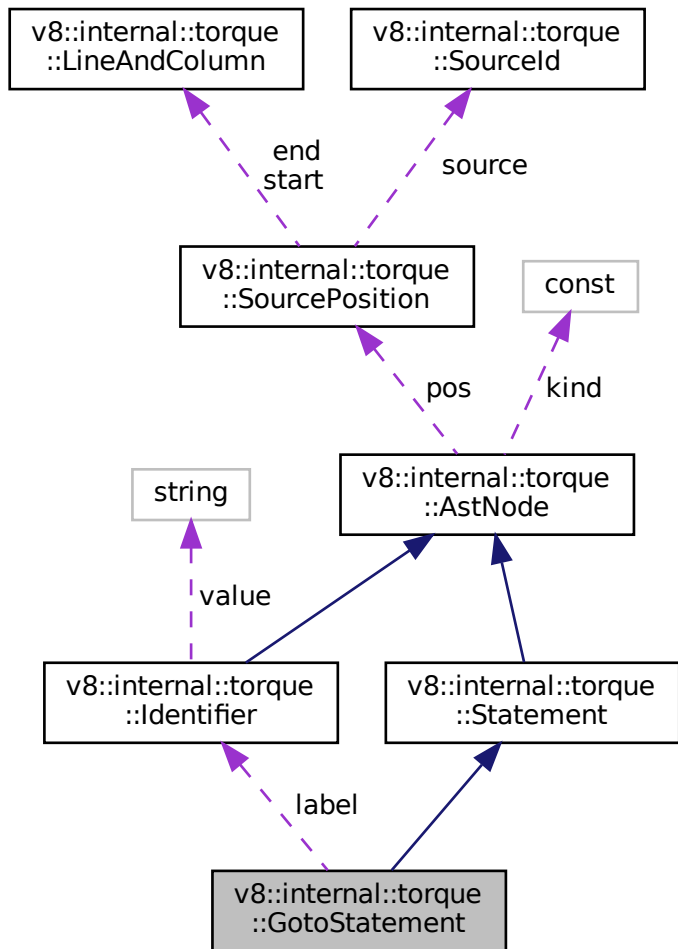 v8::internal::torque
::LineAndColumn
v8::internal::torque
::SourceId
end
start
source
v8::internal::torque
::SourcePosition
const
pos
kind
v8::internal::torque
::AstNode
string
value
v8::internal::torque
::Identifier
v8::internal::torque
::Statement
label
v8::internal::torque
::GotoStatement